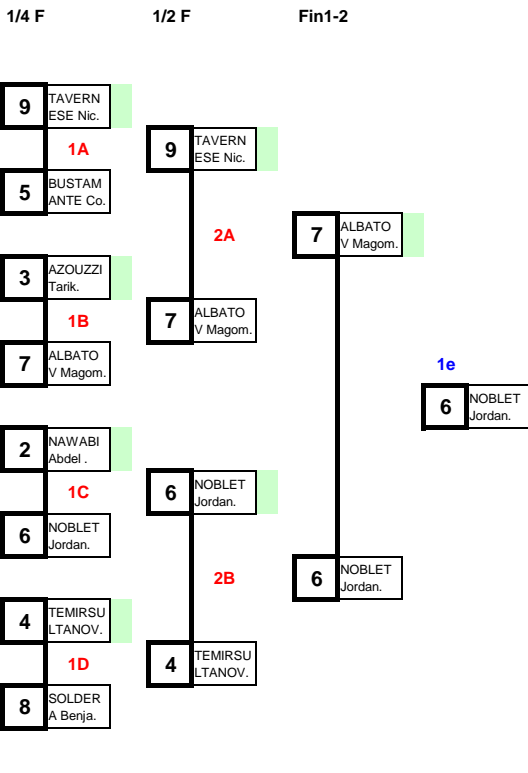 1/4 F
1/2 F
Fin1-2
9
TAVERN
ESE Nic.
1A
5
BUSTAM
ANTE Co.
3
AZOUZZI
Tarik.
1B
7
ALBATO
V Magom.
2
NAWABI
Abdel .
1C
6
NOBLET
Jordan.
4
TEMIRSU
LTANOV.
1D
8
SOLDER
A Benja.
9
TAVERN
ESE Nic.
2A
7
ALBATO
V Magom.
6
NOBLET
Jordan.
2B
4
TEMIRSU
LTANOV.
7
ALBATO
V Magom.
6
NOBLET
Jordan.
1e
6
NOBLET
Jordan.